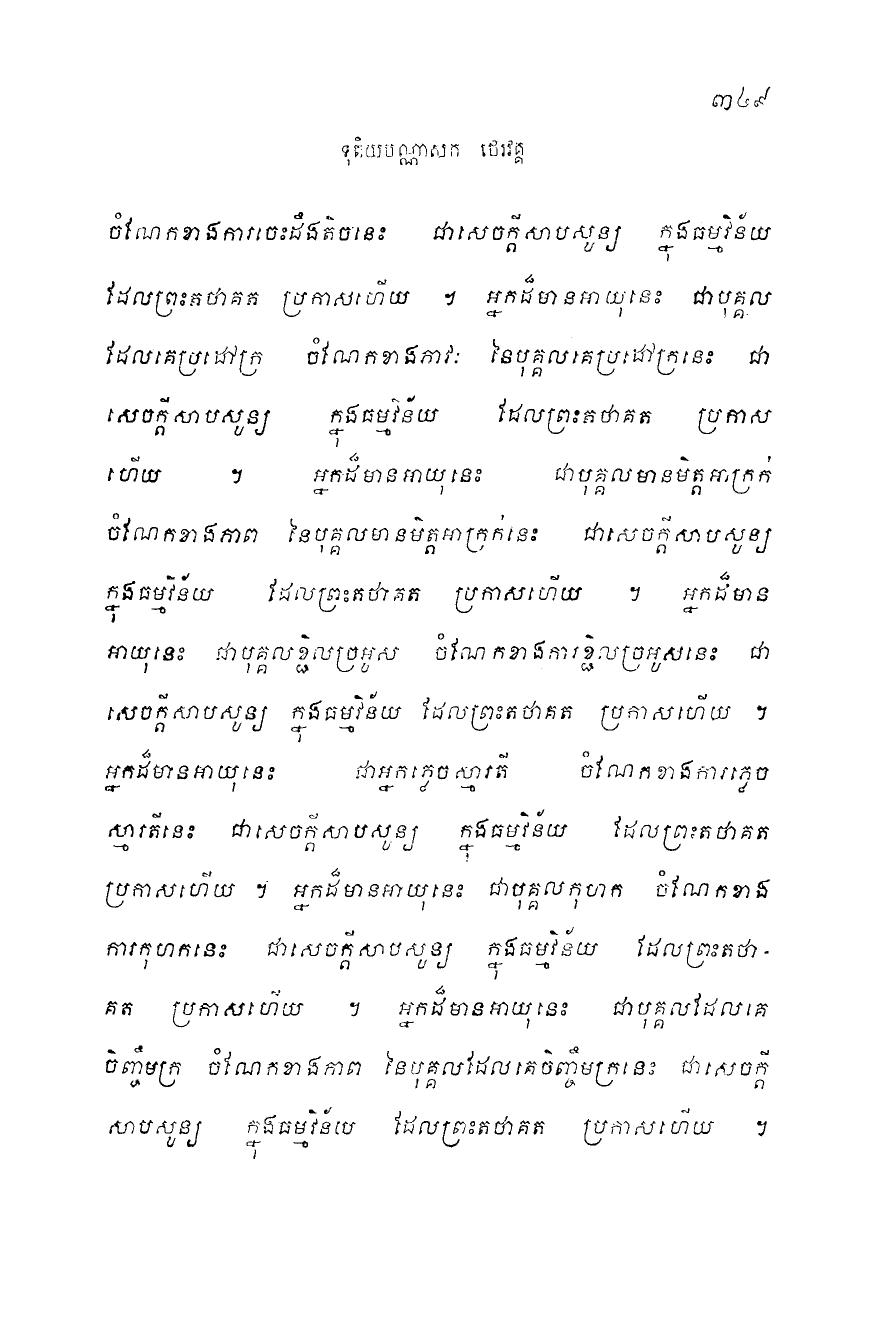 ៣៤៩
ទុតិយបណ្ណាសក ថេរវគ្គ
ចំណែកខាងការចេះដឹងតិចនេះ ជាសេចក្តីសាបសូន្យ ក្នុងធម្មវិន័យ
ដែលព្រះតថាគត ប្រកាសហើយ ។ អ្នកដ៏មានអាយុនេះ ជាបុគ្គល
ដែលគេប្រដៅក្រ ចំណែកខាងភាវៈ នៃបុគ្គលគេប្រដៅក្រនេះ ជា
សេចក្តីសាបសូន្យ ក្នុងធម្មវិន័យ ដែលព្រះតថាគត ប្រកាស
ហើយ ។ អ្នកដ៏មានអាយុនេះ ជាបុគ្គលមានមិត្តអាក្រក់
ចំណែកខាងភាព នៃបុគ្គលមានមិត្តអាក្រក់នេះ ជាសេចក្តីសាបសូន្យ
ក្នុងធម្មវិន័យ ដែលព្រះតថាគត ប្រកាសហើយ ។ អ្នកដ៏មាន
អាយុនេះ ជាបុគ្គលខ្ជិលច្រអូស ចំណែកខាងការខ្ជិលច្រអូសនេះ ជា
សេចក្តីសាបសូន្យ ក្នុងធម្មវិន័យ ដែលព្រះតថាគត ប្រកាសហើយ ។
អ្នកដ៏មានអាយុនេះ ជាអ្នកភ្លេចស្មារតី ចំណែកខាងការភ្លេច
ស្មារតីនេះ ជាសេចក្តីសាបសូន្យ ក្នុងធម្មវិន័យ ដែលព្រះតថាគត
ប្រកាសហើយ ។ អ្នកដ៏មានអាយុនេះ ជាបុគ្គលកុហក ចំណែកខាង
ការកុហកនេះ ជាសេចក្តីសាបសូន្យ ក្នុងធម្មវិន័យ ដែលព្រះតថា-
គត ប្រកាសហើយ ។ អ្នកដ៏មានអាយុនេះ ជាបុគ្គលដែលគេ
ចិញ្ចឹមក្រ ចំណែកខាងភាព នៃបុគ្គលដែលគេចិញ្ចឹមក្រនេះ ជាសេចក្តី
សាបសូន្យ ក្នុងធម្មវិន័យ ដែលព្រះតថាគត ប្រកាសហើយ ។